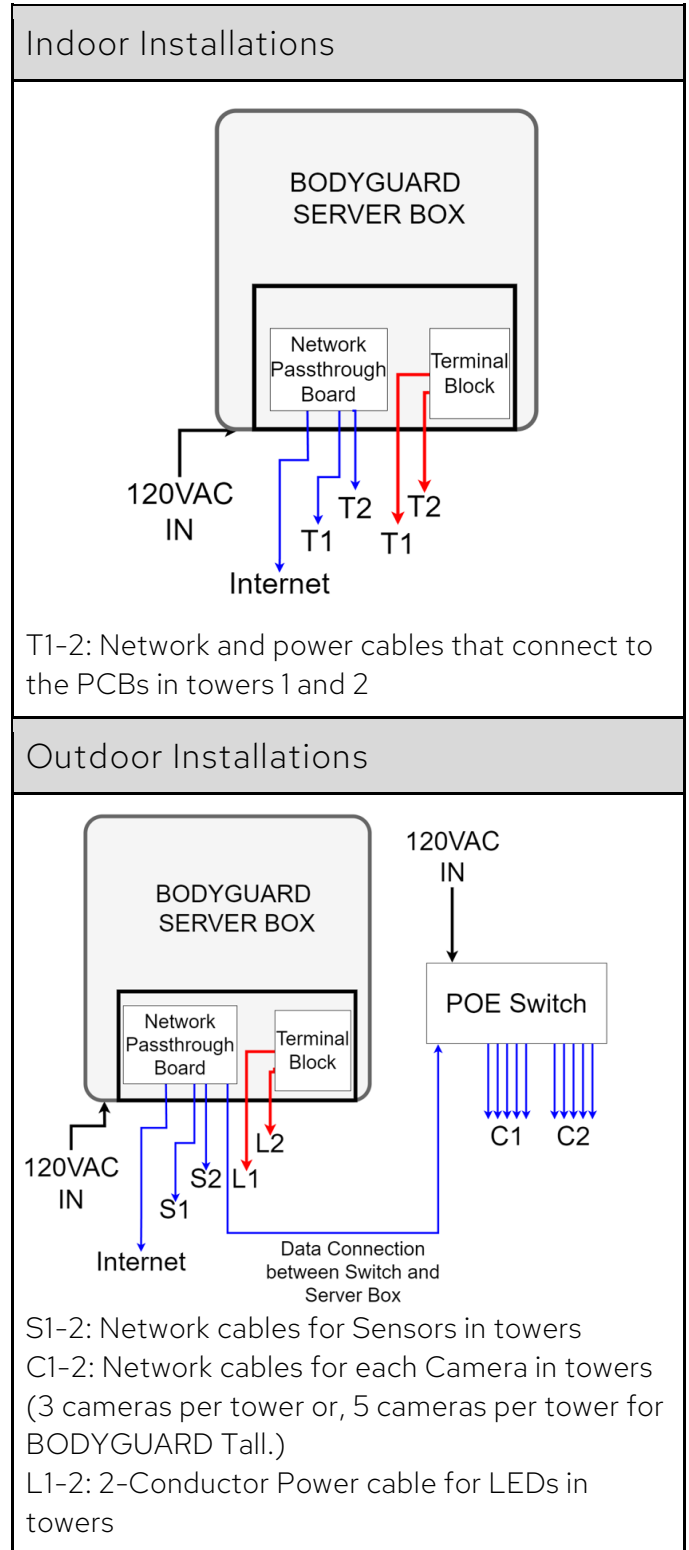 Indoor Installations
BODYGUARD
SERVER BOX
Network
Passthrough
Board
Terminal
Block
120VAC
IN
T2
T2
T1
T1
Internet
T1-2: Network and power cables that connect to
the PCBs in towers 1 and 2
Outdoor Installations
120VAC
IN
BODYGUARD
SERVER BOX
POE Switch
Network
Passthrough
Board
Terminal
Block
C1
C2
L2
120VAC
IN
S2
L1
S1
Internet
Data Connection
between Switch and
Server Box
S1-2: Network cables for Sensors in towers
C1-2: Network cables for each Camera in towers
(3 cameras per tower or, 5 cameras per tower for
BODYGUARD Tall.)
L1-2: 2-Conductor Power cable for LEDs in
towers